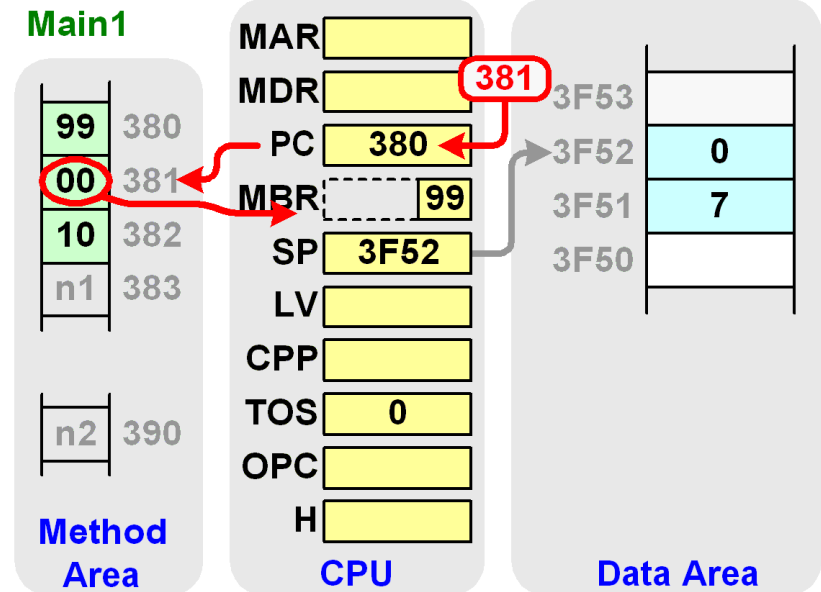 Main1
99 380
00 381
10 382
n1 383
n2 390
Method
Area
MAR
MDR
381
PC 380
MBR 99
SP 3F52
LV
CPP
TOS 0
OPC
H
CPU
3F53
3F52 0
3F51 7
3F50
Data Area